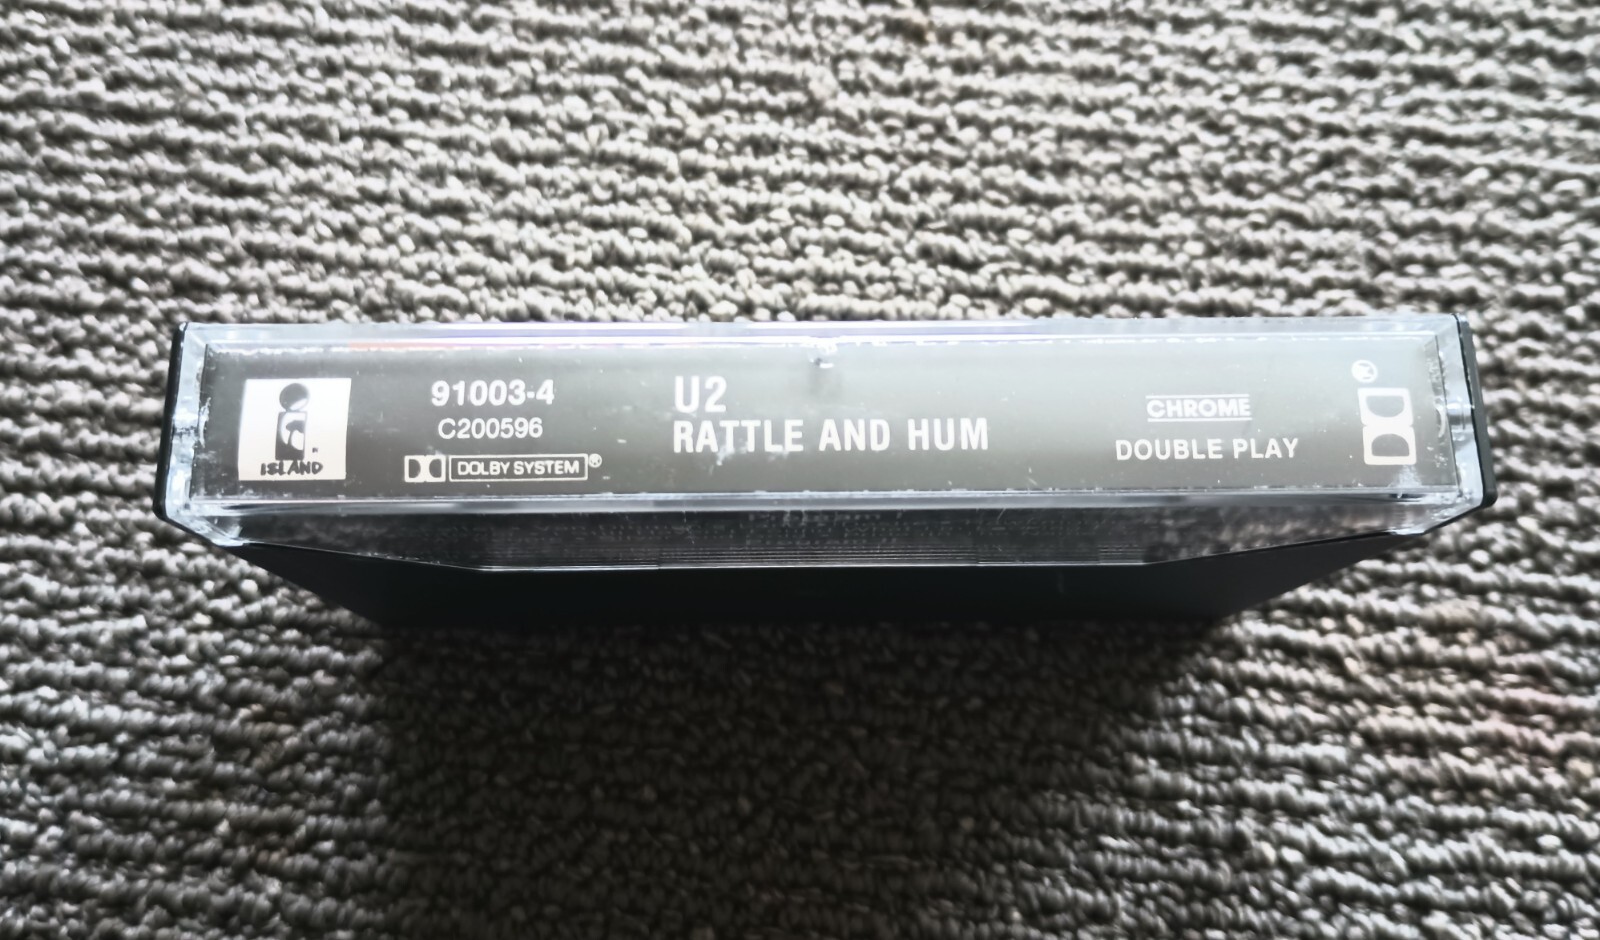 ISLAND
91003-4
C200596
DOLBY SYSTEM®
U2
RATTLE AND HUM
CHROME
DOUBLE PLAY